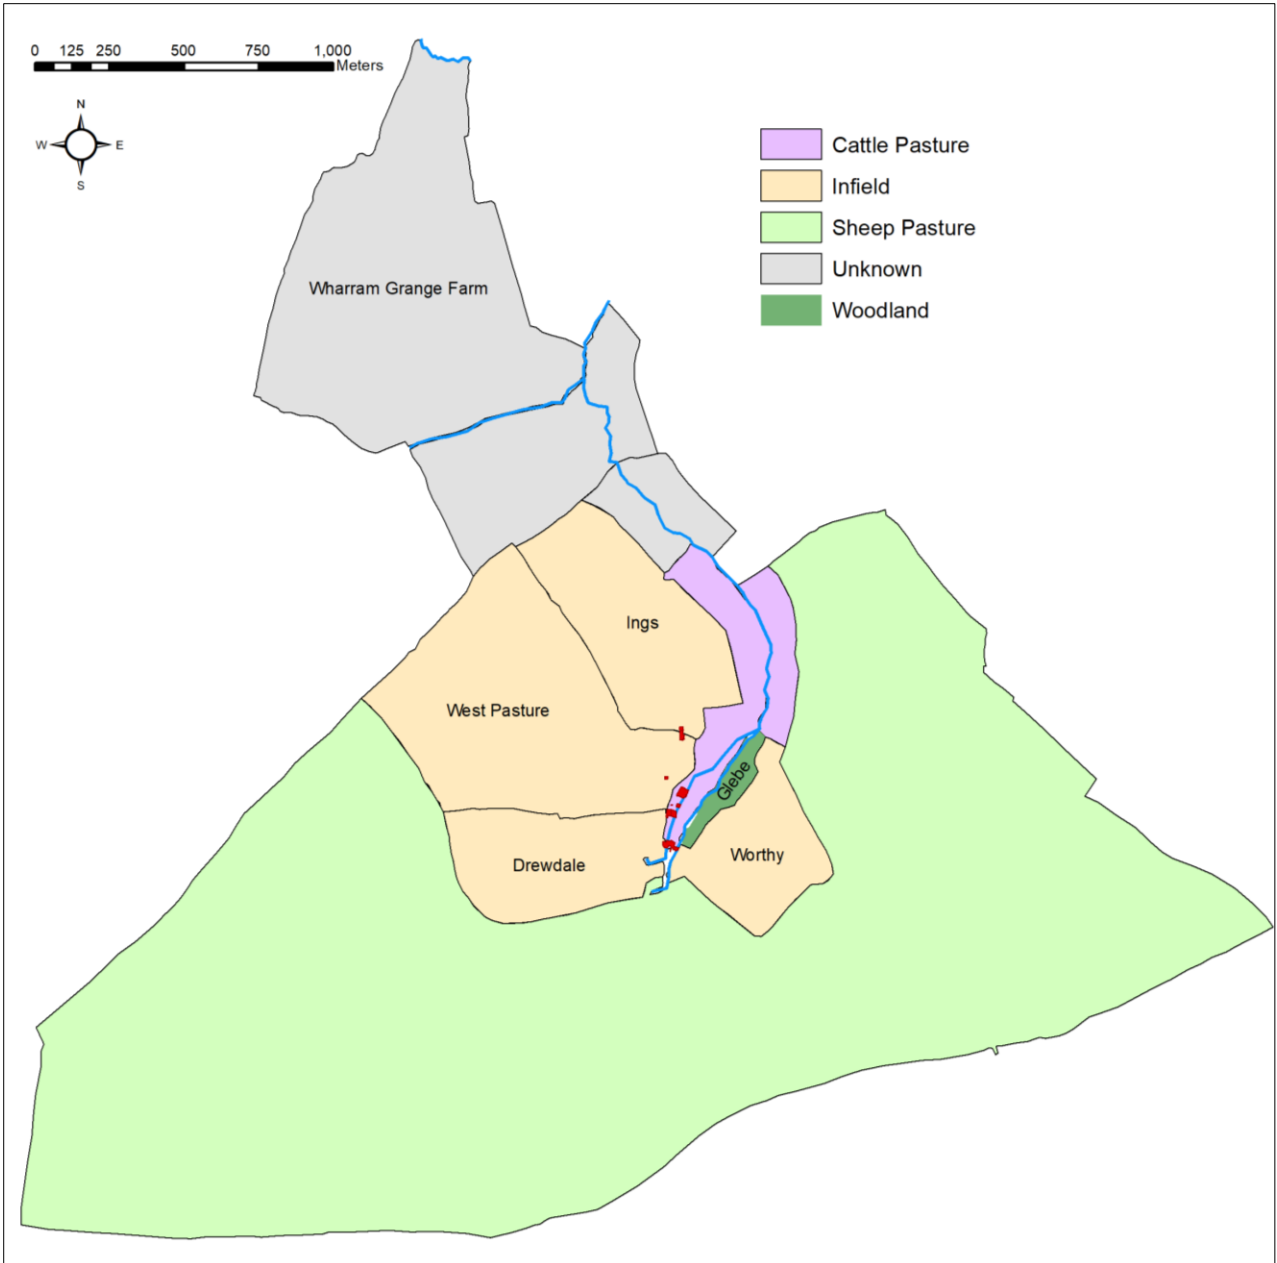 0 125 250 500 750 1,000
Meters
N
W E
S
Cattle Pasture
Infield
Sheep Pasture
Unknown
Woodland
Wharram Grange Farm
Ings
West Pasture
Glebe
Drewdale
Worthy